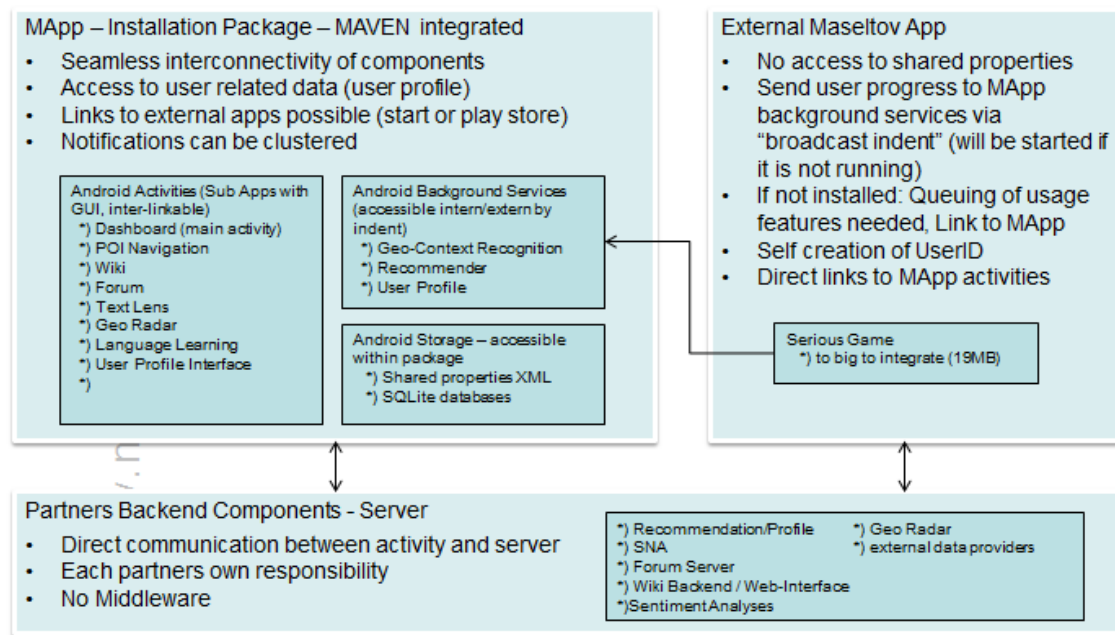 MApp – Installation Package – MAVEN integrated
• Seamless interconnectivity of components
• Access to user related data (user profile)
• Links to external apps possible (start or play store)
• Notifications can be clustered
Android Activities (Sub Apps with
GUI, inter-linkable)
*) Dashboard (main activity)
*) POI Navigation
*) Wiki
*) Forum
*) Text Lens
*) Geo Radar
*) Language Learning
*) User Profile Interface
*)
Android Background Services
(accessible intern/extern by
indent)
*) Geo-Context Recognition
*) Recommender
*) User Profile
Android Storage – accessible
within package
*) Shared properties XML
*) SQLite databases
External Maseltov App
• No access to shared properties
• Send user progress to MApp
background services via
“broadcast indent” (will be started if
it is not running)
• If not installed: Queuing of usage
features needed, Link to MApp
• Self creation of UserID
• Direct links to MApp activities
Serious Game
*) to big to integrate (19MB)
Partners Backend Components - Server
• Direct communication between activity and server
• Each partners own responsibility
• No Middleware
*) Recommendation/Profile
*) SNA
*) Forum Server
*) Wiki Backend / Web-Interface
*)Sentiment Analyses
*) Geo Radar
*) external data providers